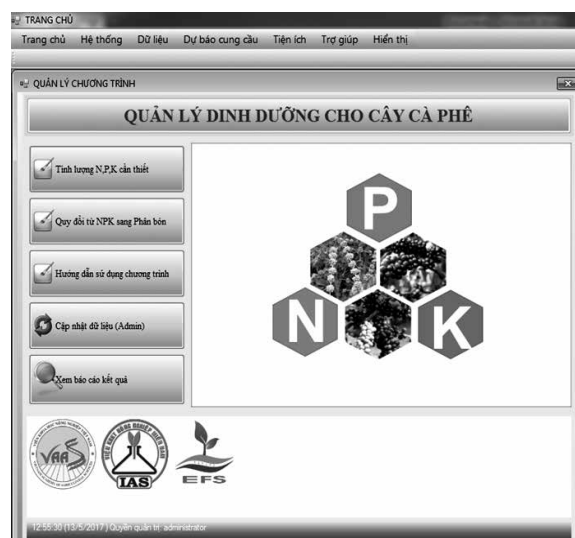 TRANG CHỦ
Trang chủ Hệ thống Dữ liệu Dự báo cung cầu Tiện ích Trợ giúp Hiển thị
QUẢN LÝ CHƯƠNG TRÌNH
QUẢN LÝ DINH DƯỠNG CHO CÂY CÀ PHÊ
Tính lượng N,P,K cần thiết
Quy đổi từ NPK sang Phân bón
Hướng dẫn sử dụng chương trình
Cập nhật dữ liệu (Admin)
Xem báo cáo kết quả
P
N K
VAAS
IAS
EFS
12:55:30 (13/5/2017) Quyền quản trị: administrator